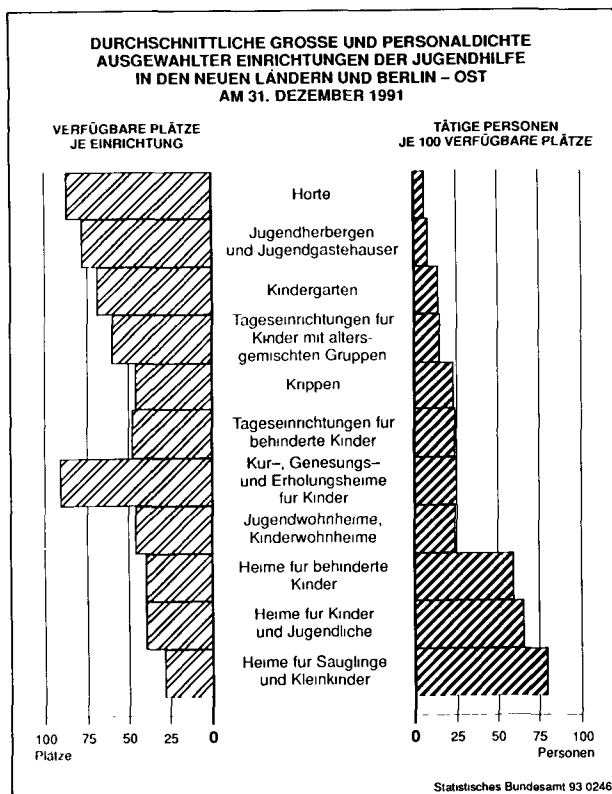 DURCHSCHNITTLICHE GROSSE UND PERSONALDICHTE
AUSGEWAHLTER EINRICHTUNGEN DER JUGENDHILFE
IN DEN NEUEN LÄNDERN UND BERLIN – OST
AM 31. DEZEMBER 1991
VERFÜGBARE PLÄTZE
JE EINRICHTUNG
TÄTIGE PERSONEN
JE 100 VERFÜGBARE PLÄTZE
Horte
Jugendherbergen
und Jugendgastehauser
Kindergarten
Tageseinrichtungen fur
Kinder mit alters-
gemischten Gruppen
Krippen
Tageseinrichtungen fur
behinderte Kinder
Kur–, Genesungs–
und Erholungsheime
fur Kinder
Jugendwohnheime,
Kinderwohnheime
Heime fur behinderte
Kinder
Heime fur Kinder
und Jugendliche
Heime fur Sauglinge
und Kleinkinder
100 75 50 25 0
Plätze
0 25 50 75 100
Personen
Statistisches Bundesamt 93 0246